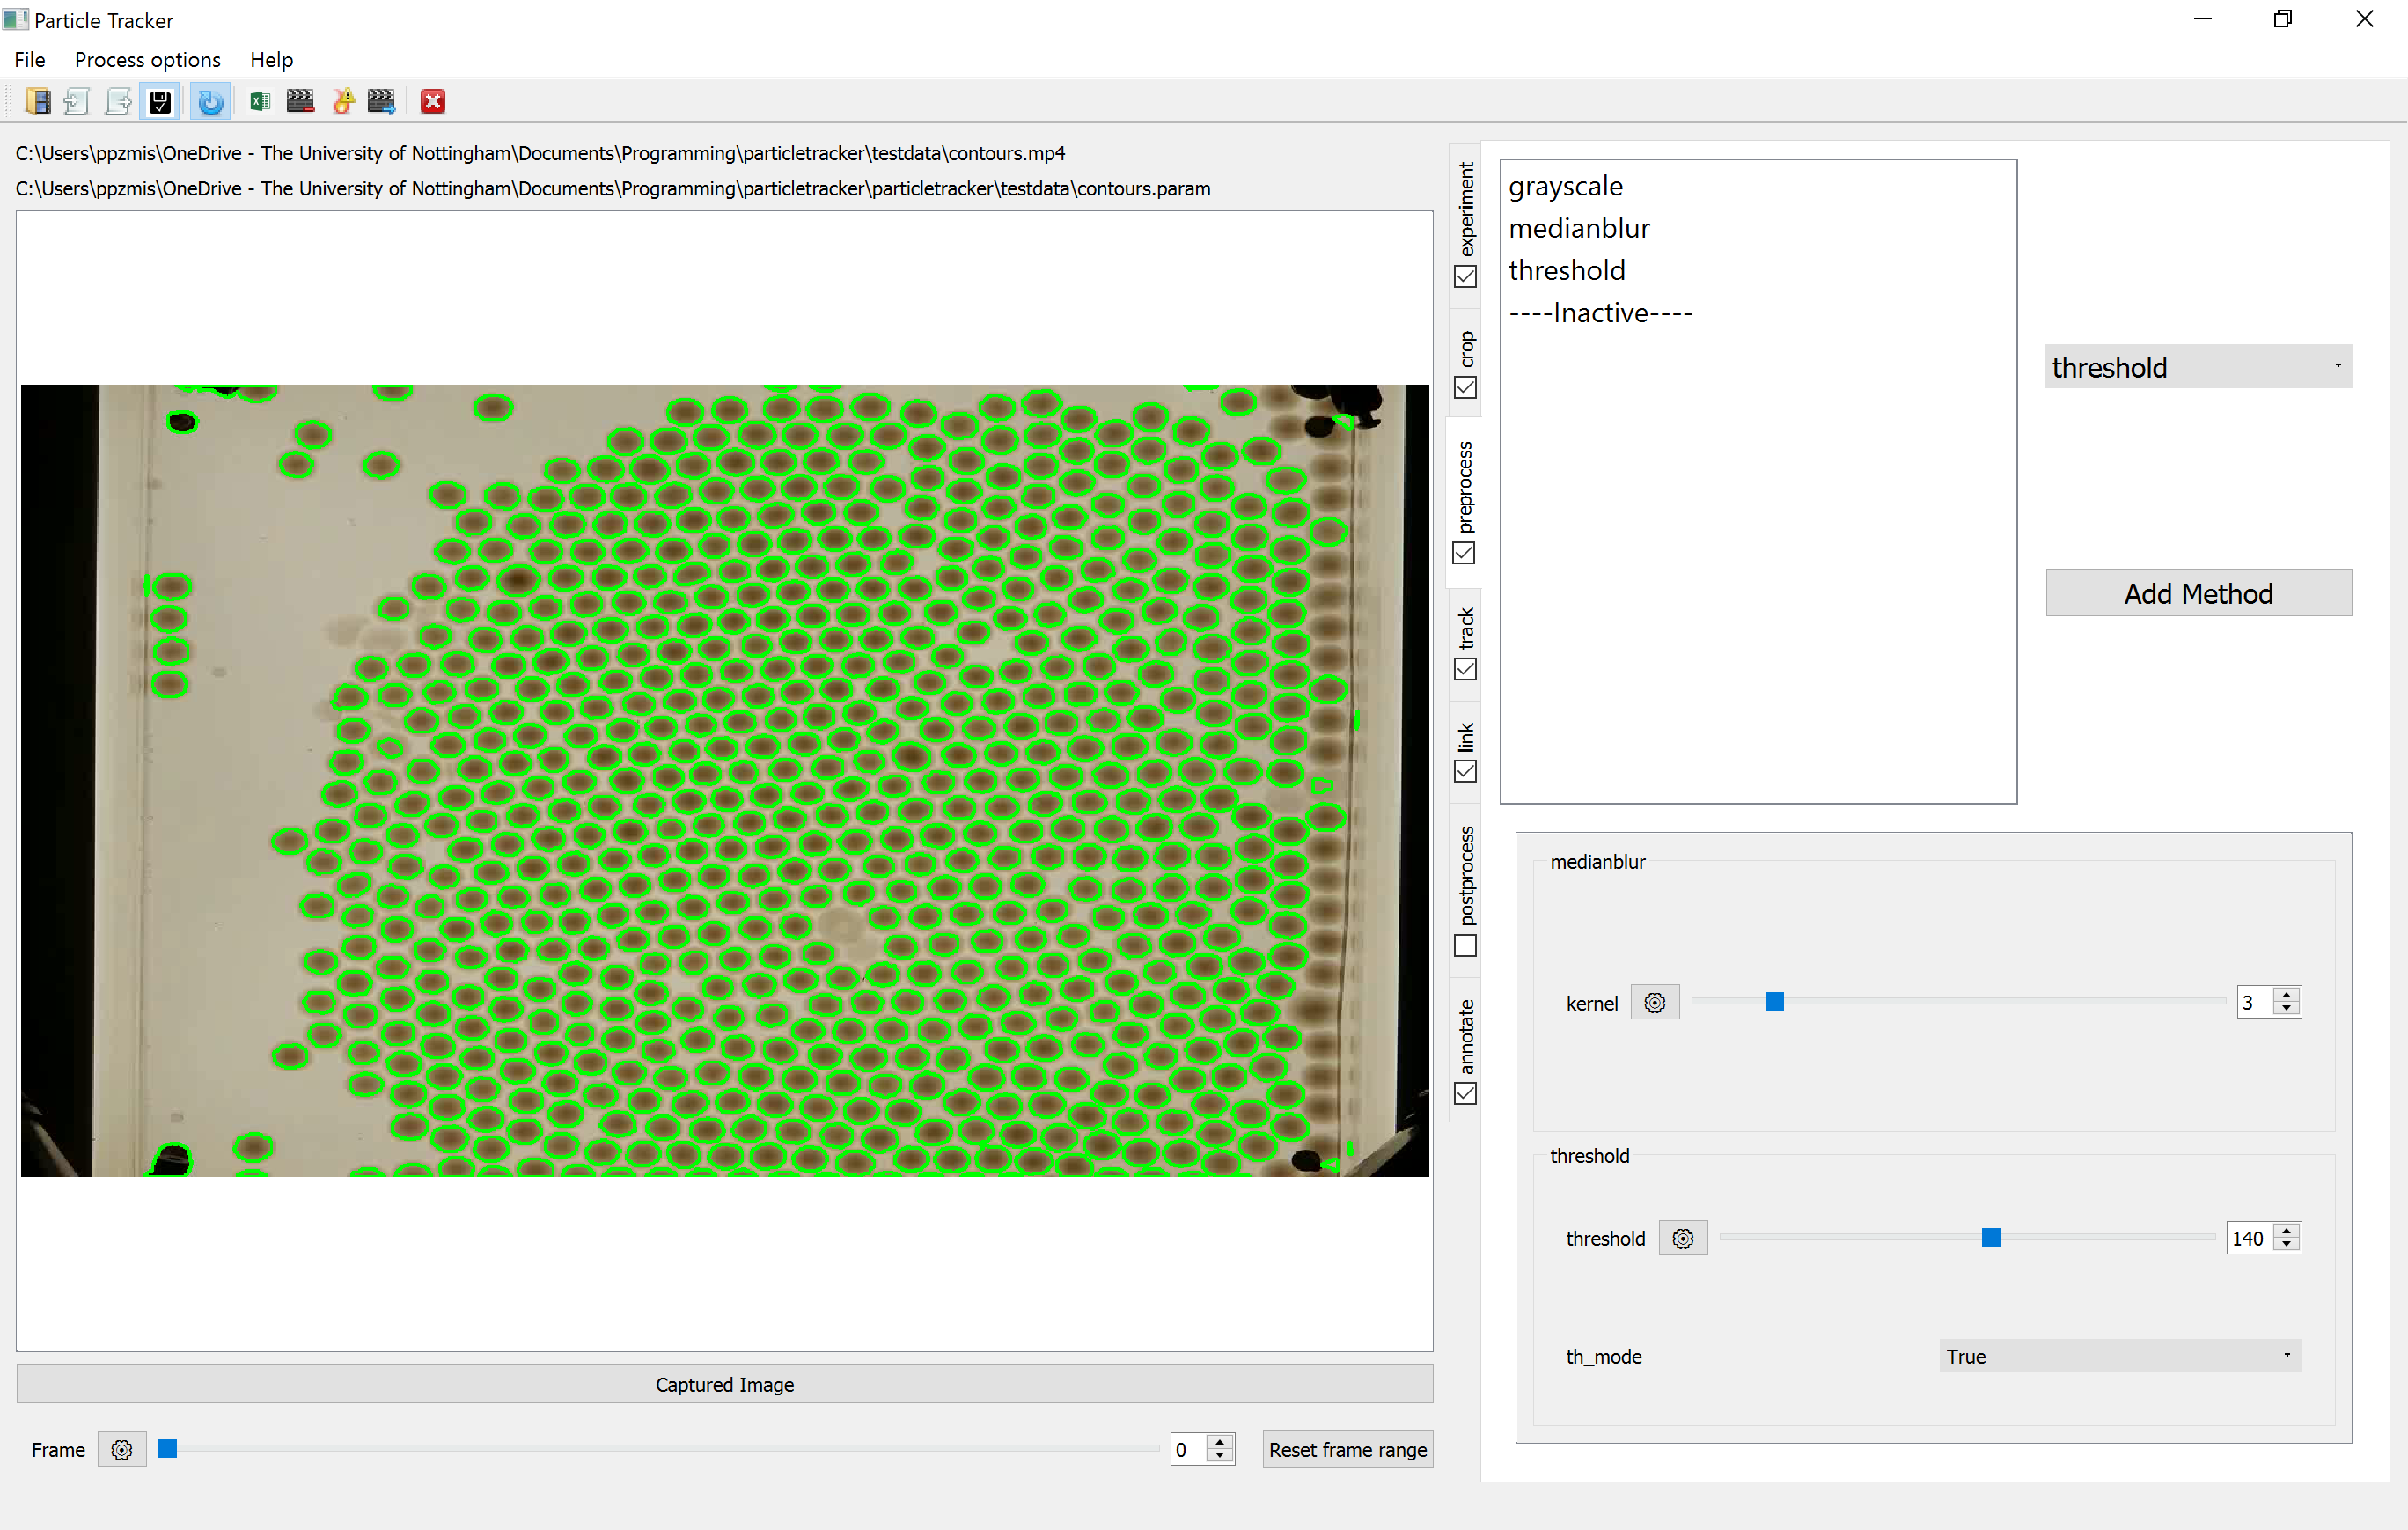 Particle Tracker
File Process options Help
C:\Users\ppzmis\OneDrive - The University of Nottingham\Documents\Programming\particletracker\testdata\contours.mp4
C:\Users\ppzmis\OneDrive - The University of Nottingham\Documents\Programming\particletracker\particletracker\testdata\contours.param
Captured Image
Frame 0 Reset frame range
experiment
crop
preprocess
track
link
postprocess
annotate
grayscale
medianblur
threshold
----Inactive----
threshold
Add Method
medianblur
kernel 3
threshold
threshold 140
th_mode True